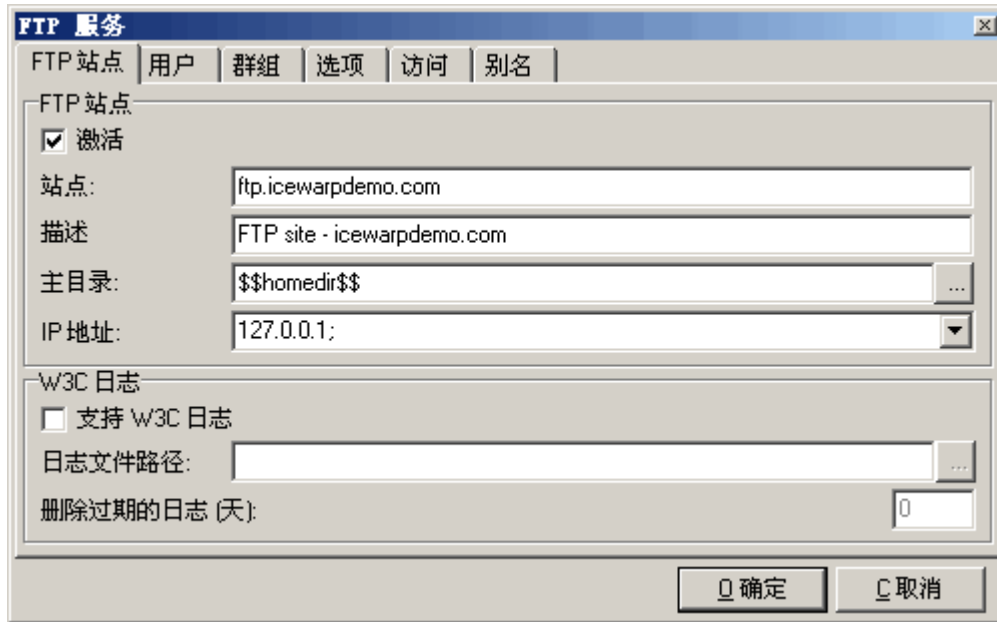 FTP 服务
FTP 站点 用户 群组 选项 访问 别名
FTP 站点
激活
站点: ftp.icewarpdemo.com
描述 FTP site - icewarpdemo.com
主目录: $$homedir$$ ...
IP 地址: 127.0.0.1;
W3C 日志
支持 W3C 日志
日志文件路径: ...
删除过期的日志 (天): 0
O 确定 C 取消